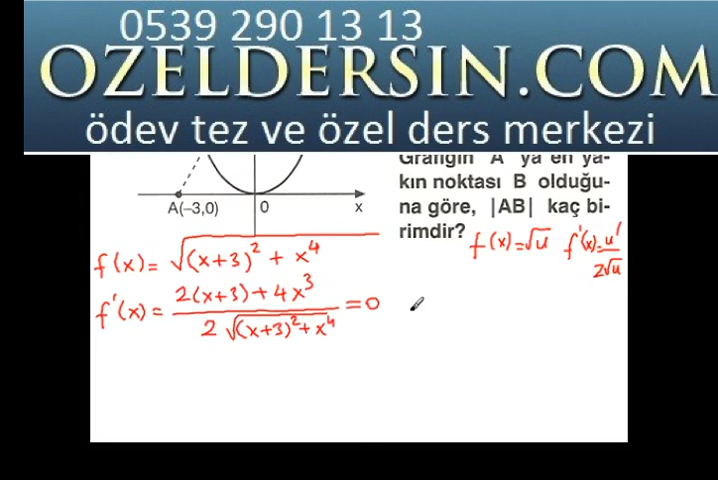 0539 290 13 13
OZELDERSIN.COM
ödev tez ve özel ders merkezi
Grafiğin A ya en ya-
kın noktası B olduğu-
na göre, |AB| kaç bi-
rimdir?
A(-3,0) 0 x
f(x)=√u f'(x)=u'/2√u
f(x) = √((x+3)² + x⁴)
f'(x) = (2(x+3)+4x³)/(2√((x+3)²+x⁴)) = 0